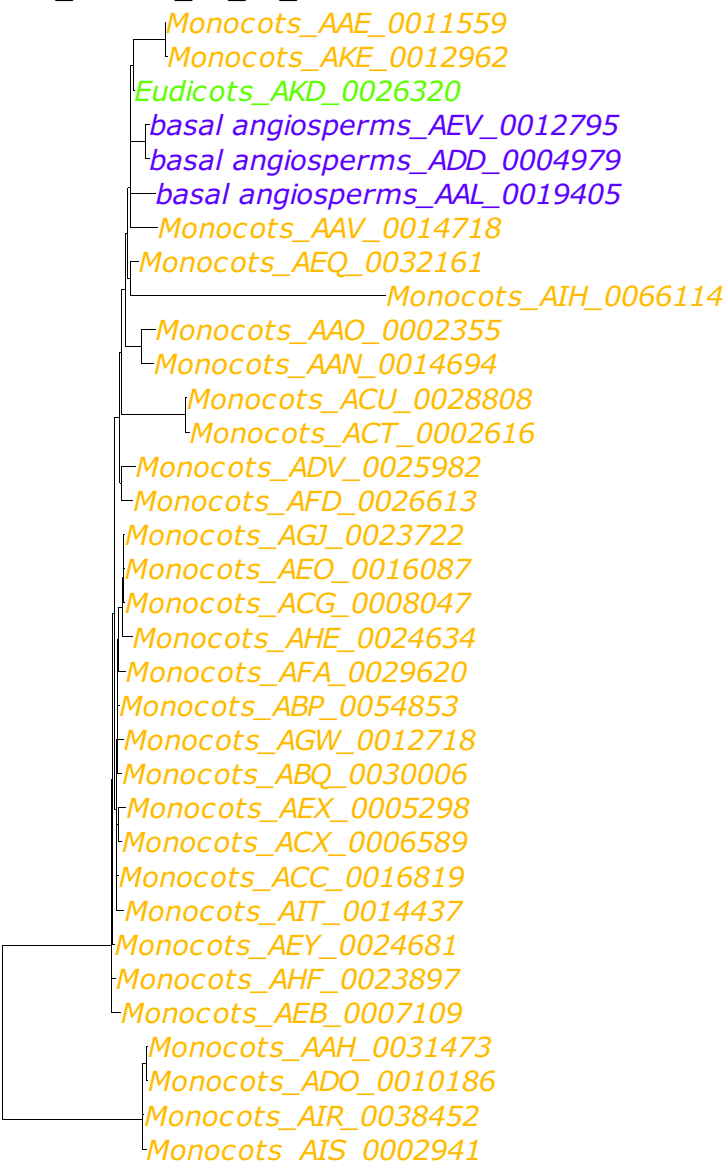 Monocots_AAE_0011559
Monocots_AKE_0012962
Eudicots_AKD_0026320
basal angiosperms_AEV_0012795
basal angiosperms_ADD_0004979
basal angiosperms_AAL_0019405
Monocots_AAV_0014718
Monocots_AEQ_0032161
Monocots_AIH_0066114
Monocots_AAO_0002355
Monocots_AAN_0014694
Monocots_ACU_0028808
Monocots_ACT_0002616
Monocots_ADV_0025982
Monocots_AFD_0026613
Monocots_AGJ_0023722
Monocots_AEO_0016087
Monocots_ACG_0008047
Monocots_AHE_0024634
Monocots_AFA_0029620
Monocots_ABP_0054853
Monocots_AGW_0012718
Monocots_ABQ_0030006
Monocots_AEX_0005298
Monocots_ACX_0006589
Monocots_ACC_0016819
Monocots_AIT_0014437
Monocots_AEY_0024681
Monocots_AHF_0023897
Monocots_AEB_0007109
Monocots_AAH_0031473
Monocots_ADO_0010186
Monocots_AIR_0038452
Monocots_AIS_0002941